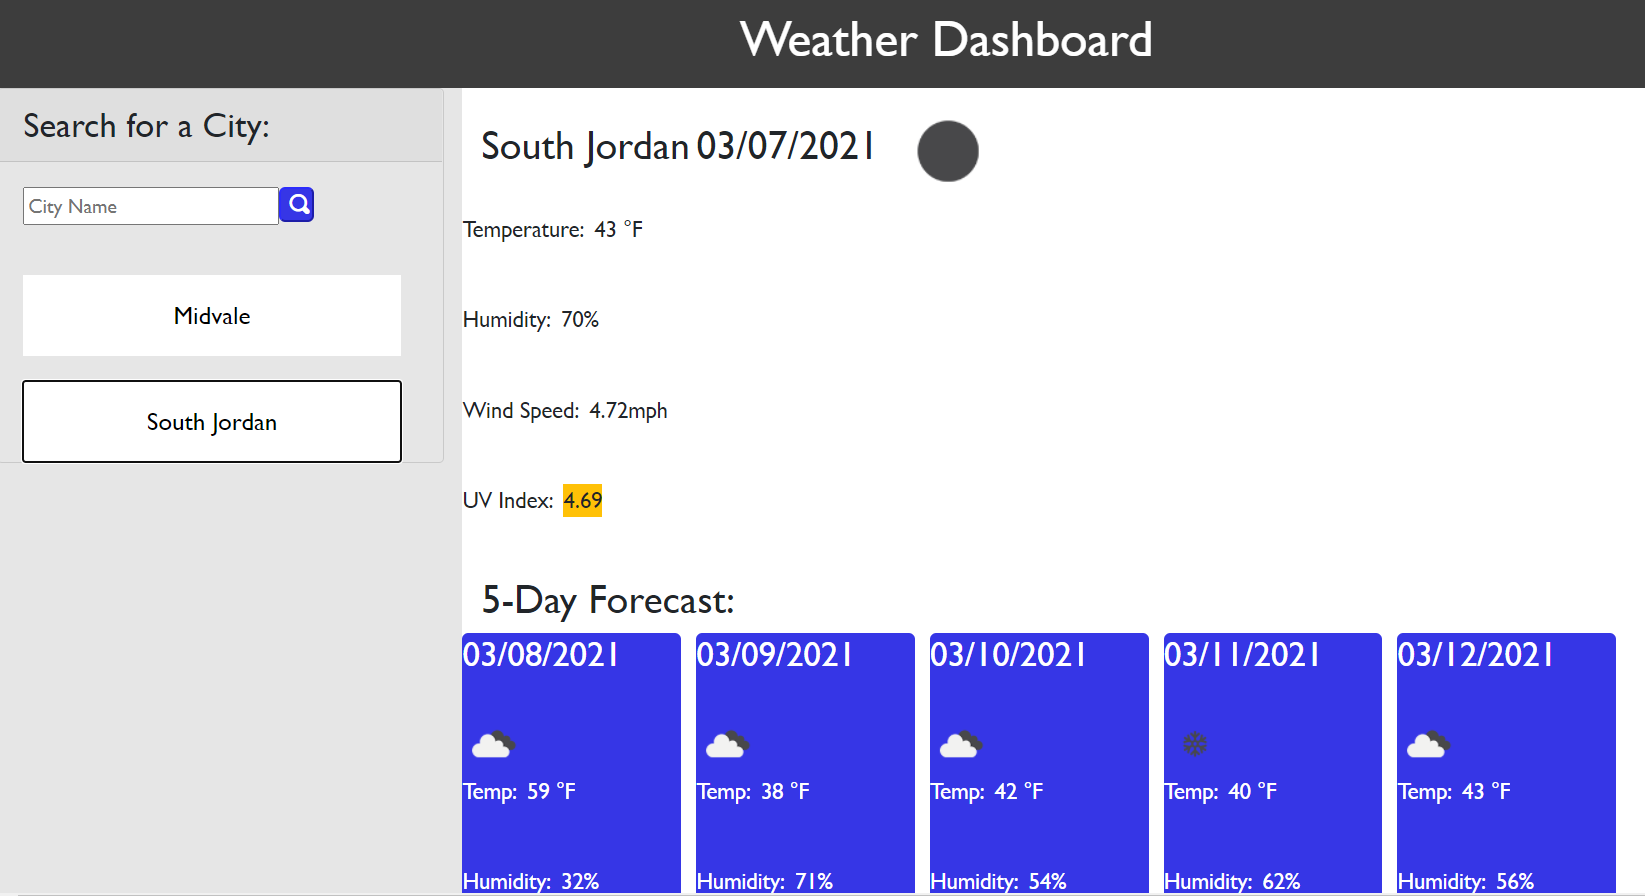 Weather Dashboard
Search for a City:
City Name
Midvale
South Jordan
South Jordan 03/07/2021
Temperature: 43 °F
Humidity: 70%
Wind Speed: 4.72mph
UV Index: 4.69
5-Day Forecast:
03/08/2021
Temp: 59 °F
Humidity: 32%
03/09/2021
Temp: 38 °F
Humidity: 71%
03/10/2021
Temp: 42 °F
Humidity: 54%
03/11/2021
Temp: 40 °F
Humidity: 62%
03/12/2021
Temp: 43 °F
Humidity: 56%